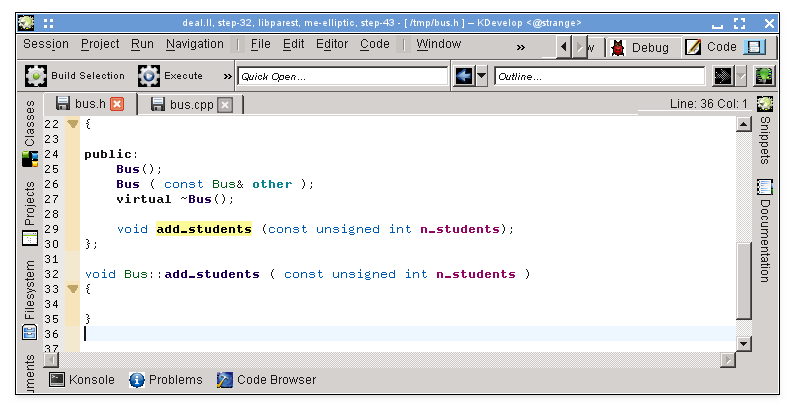 deal.II, step-32, libparest, me-elliptic, step-43 - [ /tmp/bus.h ] – KDevelop <@strange>
Session Project Run Navigation File Edit Editor Code Window » w Debug Code
Build Selection Execute » Quick Open... Outline...
bus.h bus.cpp Line: 36 Col: 1
Classes
Projects
Filesystem
uments
22 {
23
24 public:
25 Bus();
26 Bus ( const Bus& other );
27 virtual ~Bus();
28
29 void add_students (const unsigned int n_students);
30 };
31
32 void Bus::add_students ( const unsigned int n_students )
33 {
34
35 }
36
37
Snippets
Documentation
Konsole Problems Code Browser